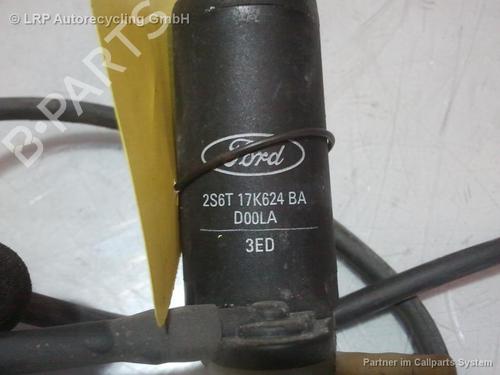 © LRP Autorecycling GmbH
B-PARTS
Ford
2S6T 17K624 BA
D00LA
3ED
Partner im Callparts System